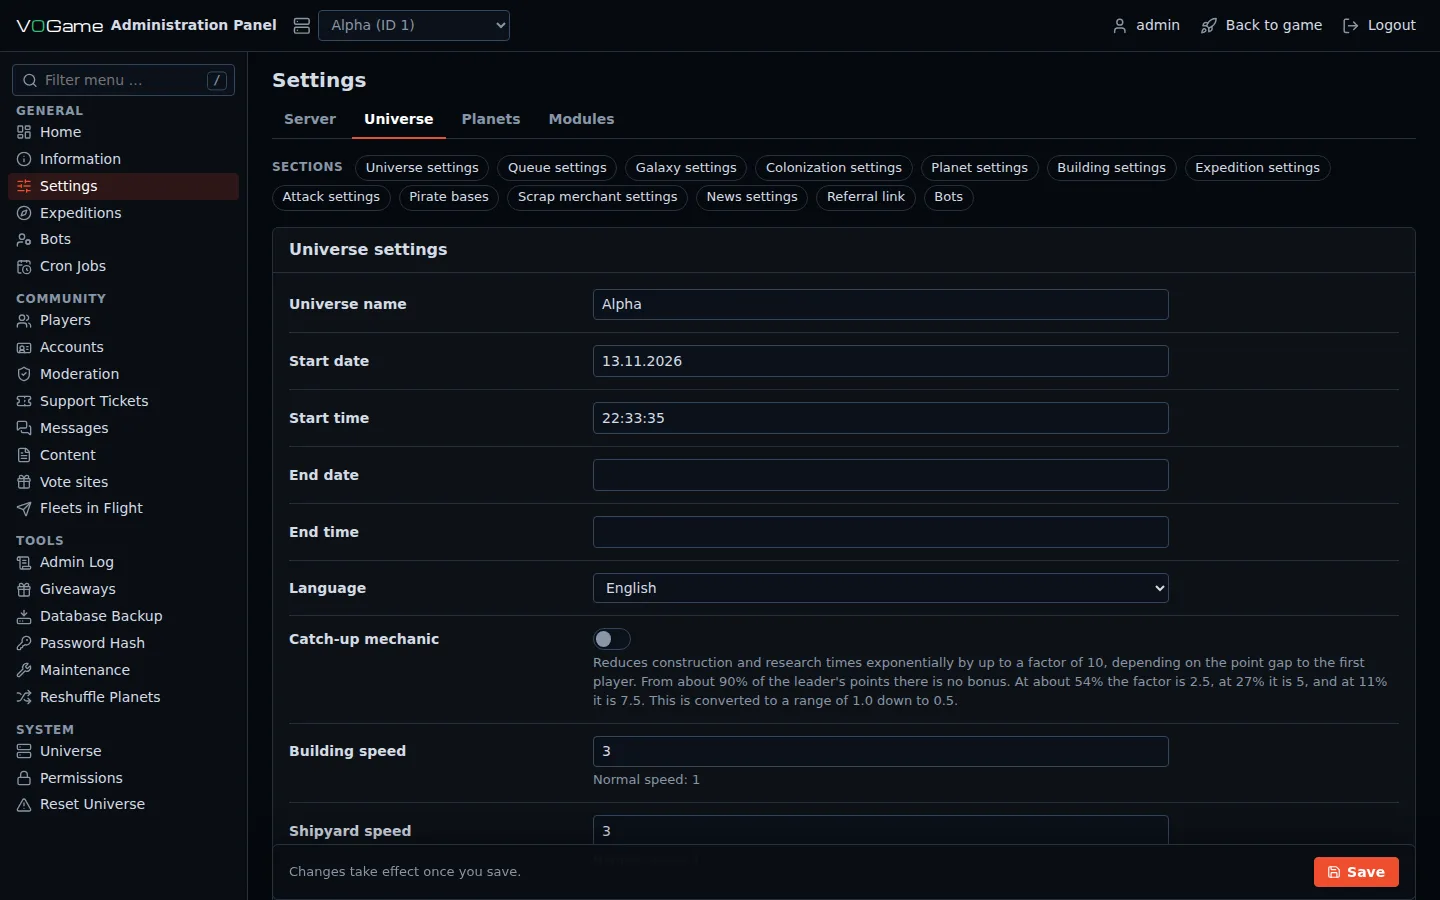 VOGame Administration Panel
Alpha (ID 1)
admin
Back to game
Logout
Filter menu ...
/
GENERAL
Home
Information
Settings
Expeditions
Bots
Cron Jobs
COMMUNITY
Players
Accounts
Moderation
Support Tickets
Messages
Content
Vote sites
Fleets in Flight
TOOLS
Admin Log
Giveaways
Database Backup
Password Hash
Maintenance
Reshuffle Planets
SYSTEM
Universe
Permissions
Reset Universe
Settings
Server Universe Planets Modules
SECTIONS Universe settings Queue settings Galaxy settings Colonization settings Planet settings Building settings Expedition settings
Attack settings Pirate bases Scrap merchant settings News settings Referral link Bots
Universe settings
Universe name Alpha
Start date 13.11.2026
Start time 22:33:35
End date
End time
Language English
Catch-up mechanic
Reduces construction and research times exponentially by up to a factor of 10, depending on the point gap to the first
player. From about 90% of the leader's points there is no bonus. At about 54% the factor is 2.5, at 27% it is 5, and at 11%
it is 7.5. This is converted to a range of 1.0 down to 0.5.
Building speed 3
Normal speed: 1
Shipyard speed 3
Changes take effect once you save.
Save